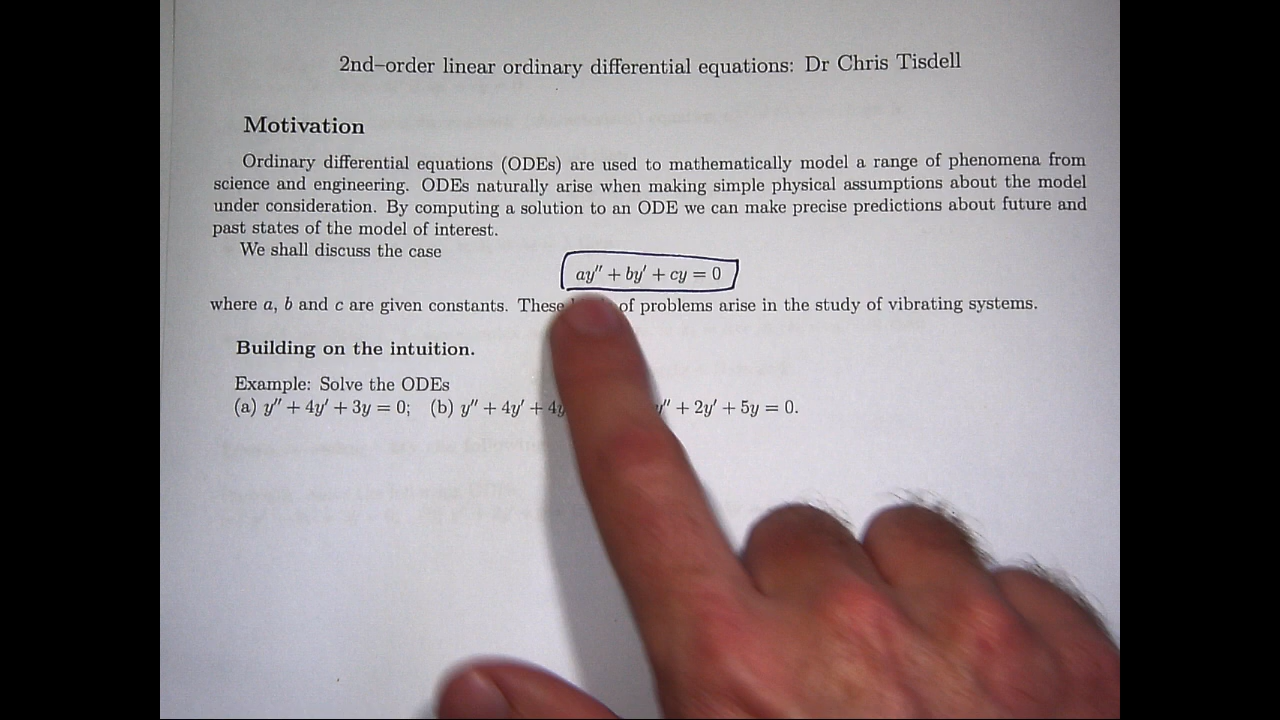 2nd–order linear ordinary differential equations: Dr Chris Tisdell
Motivation
Ordinary differential equations (ODEs) are used to mathematically model a range of phenomena from
science and engineering. ODEs naturally arise when making simple physical assumptions about the model
under consideration. By computing a solution to an ODE we can make precise predictions about future and
past states of the model of interest.
We shall discuss the case
ay″ + by′ + cy = 0
where a, b and c are given constants. These of problems arise in the study of vibrating systems.
Building on the intuition.
Example: Solve the ODEs
(a) y″ + 4y′ + 3y = 0; (b) y″ + 4y′ + 4y y″ + 2y′ + 5y = 0.